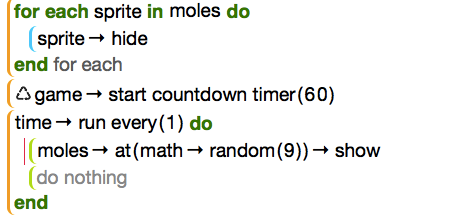 for each sprite in moles do
sprite → hide
end for each
♺ game → start countdown timer(60)
time → run every(1) do
moles → at(math → random(9)) → show
do nothing
end